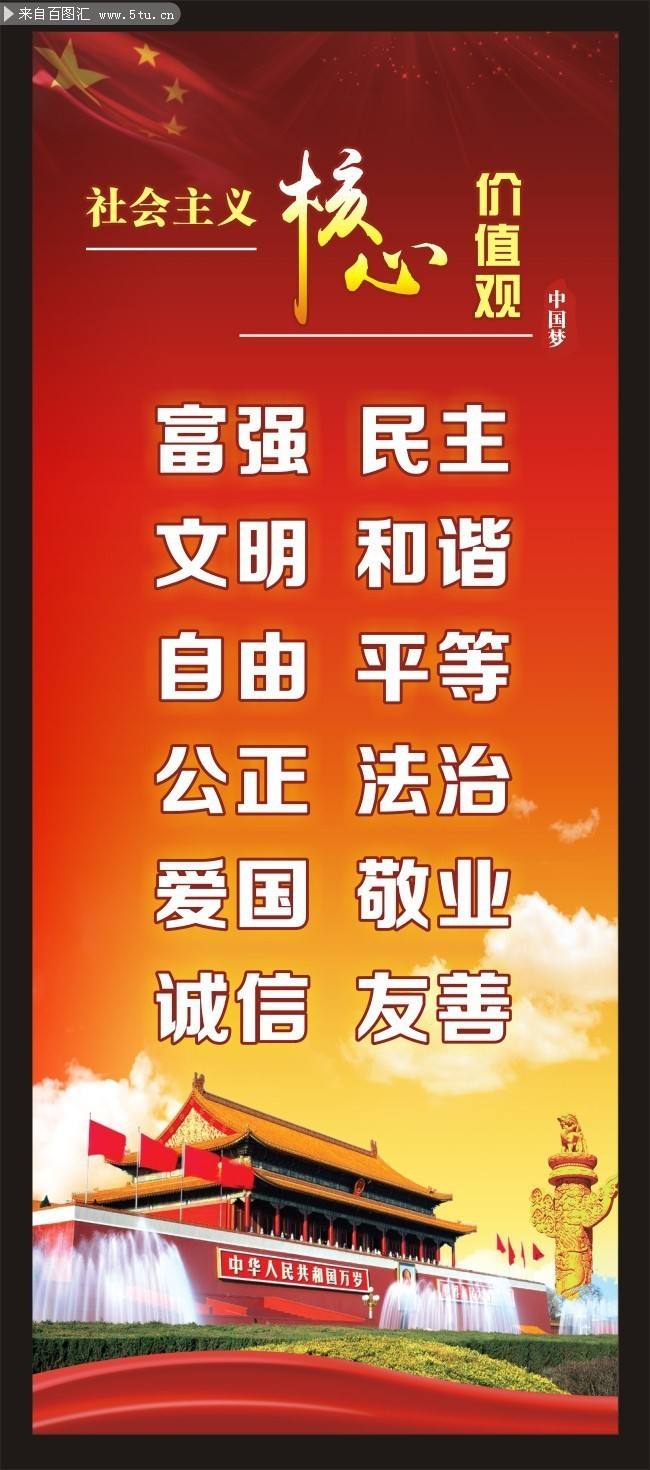 来自百图汇 www.5tu.cn
社会主义
核心
价值观
中国梦
富强 民主
文明 和谐
自由 平等
公正 法治
爱国 敬业
诚信 友善
中华人民共和国万岁